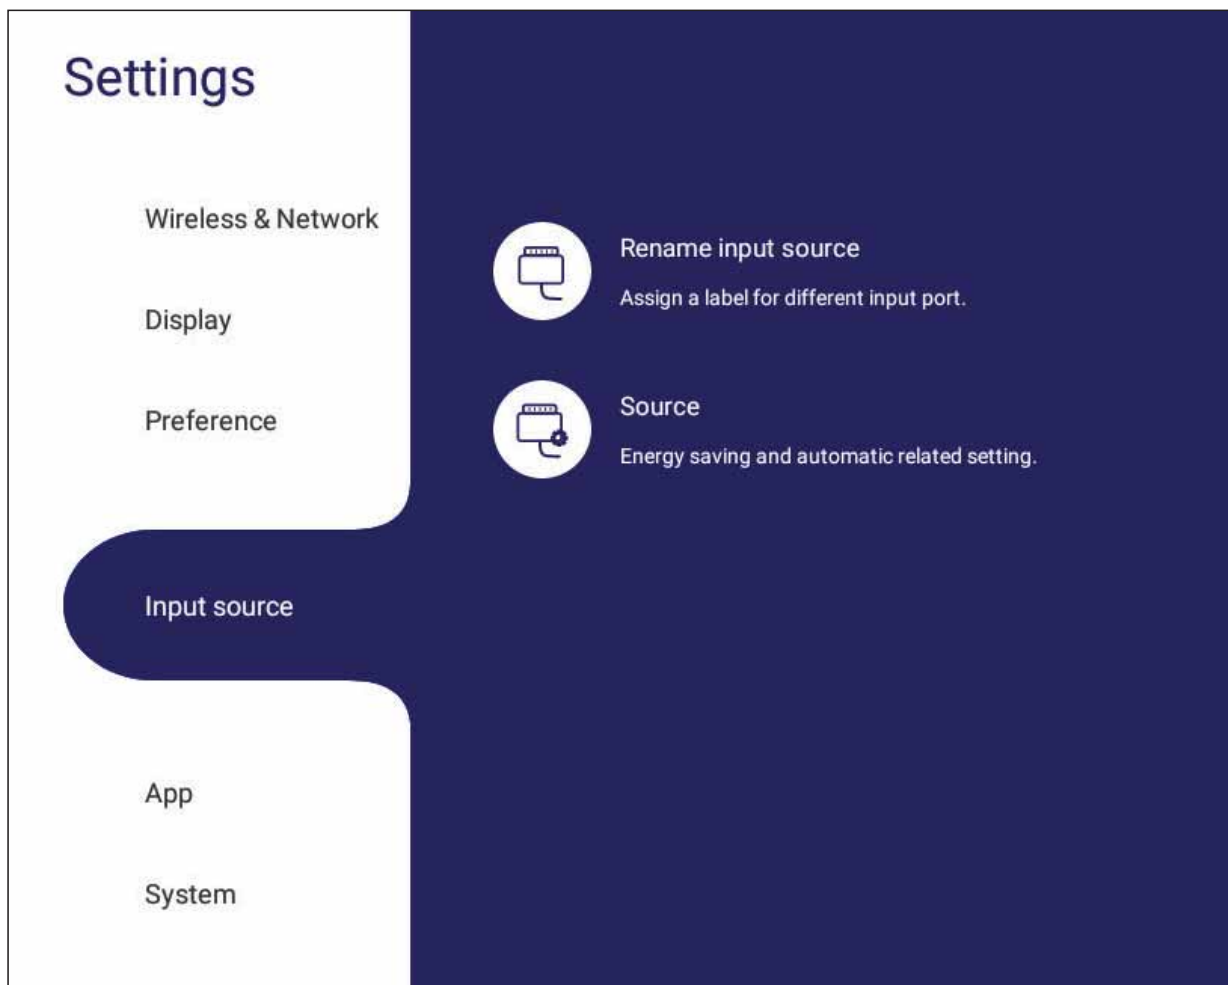 Settings
Wireless & Network
Display
Preference
Input source
App
System
Rename input source
Assign a label for different input port.
Source
Energy saving and automatic related setting.